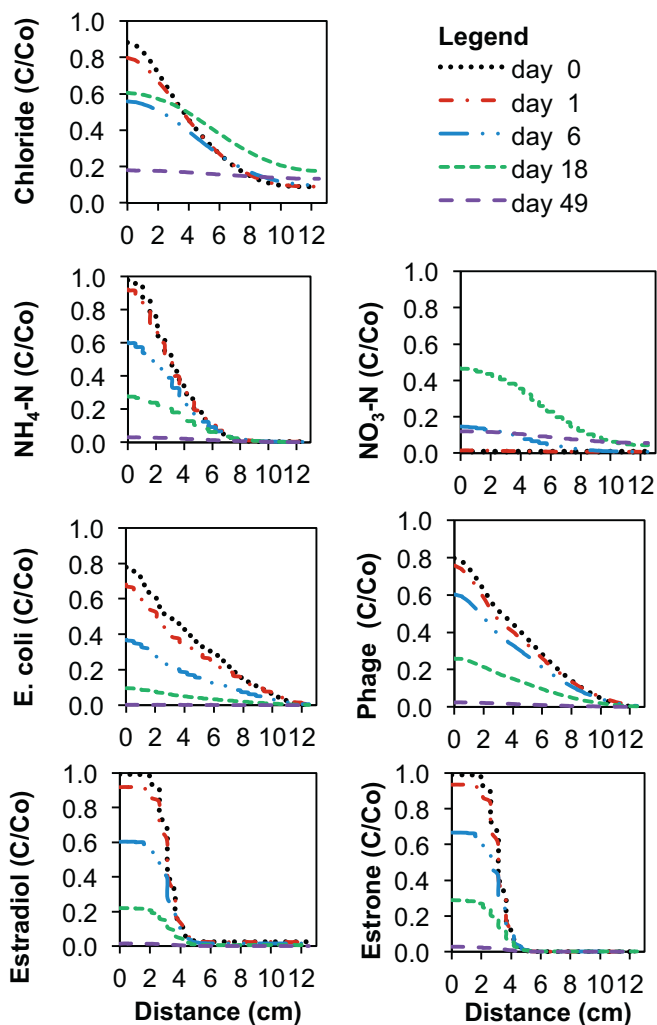 Legend
day 0
day 1
day 6
day 18
day 49
Chloride (C/Co)
1.0
0.8
0.6
0.4
0.2
0.0
0 2 4 6 8 10 12
NH₄-N (C/Co)
1.0
0.8
0.6
0.4
0.2
0.0
0 2 4 6 8 10 12
NO₃-N (C/Co)
1.0
0.8
0.6
0.4
0.2
0.0
0 2 4 6 8 10 12
E. coli (C/Co)
1.0
0.8
0.6
0.4
0.2
0.0
0 2 4 6 8 10 12
Phage (C/Co)
1.0
0.8
0.6
0.4
0.2
0.0
0 2 4 6 8 10 12
Estradiol (C/Co)
1.0
0.8
0.6
0.4
0.2
0.0
0 2 4 6 8 10 12
Distance (cm)
Estrone (C/Co)
1.0
0.8
0.6
0.4
0.2
0.0
0 2 4 6 8 10 12
Distance (cm)